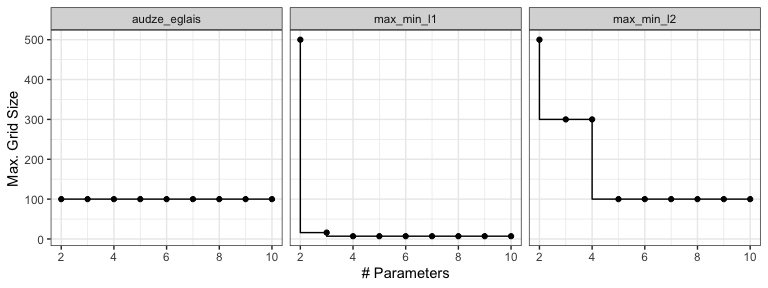 audze_eglais
max_min_l1
max_min_l2
Max. Grid Size
500
400
300
200
100
0
2 4 6 8 10
2 4 6 8 10
2 4 6 8 10
# Parameters